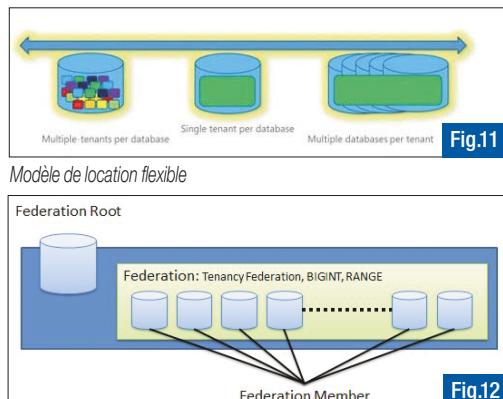 Multiple-tenants per database
Single tenant per database
Multiple databases per tenant
Fig.11
Modèle de location flexible
Federation Root
Federation: Tenancy Federation, BIGINT, RANGE
Federation Member
Fig.12